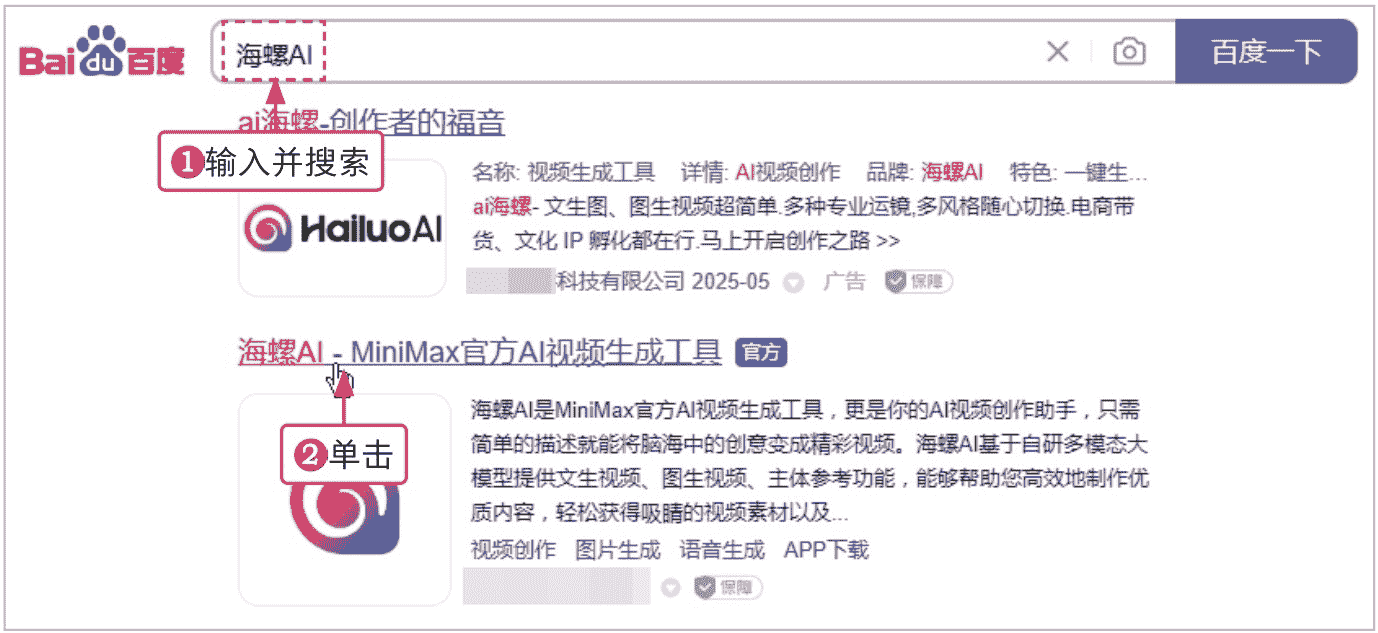 Bai du 百度
海螺AI
百度一下
ai海螺-创作者的福音
❶输入并搜索
HailuoAI
名称: 视频生成工具 详情: AI视频创作 品牌: 海螺AI 特色: 一键生...
ai海螺- 文生图、图生视频超简单.多种专业运镜,多风格随心切换.电商带
货、文化 IP 孵化都在行.马上开启创作之路 >>
科技有限公司 2025-05 广告 保障
海螺AI - MiniMax官方AI视频生成工具 官方
❷单击
海螺AI是MiniMax官方AI视频生成工具，更是你的AI视频创作助手，只需
简单的描述就能将脑海中的创意变成精彩视频。海螺AI基于自研多模态大
模型提供文生视频、图生视频、主体参考功能，能够帮助您高效地制作优
质内容，轻松获得吸睛的视频素材以及...
视频创作 图片生成 语音生成 APP下载
保障